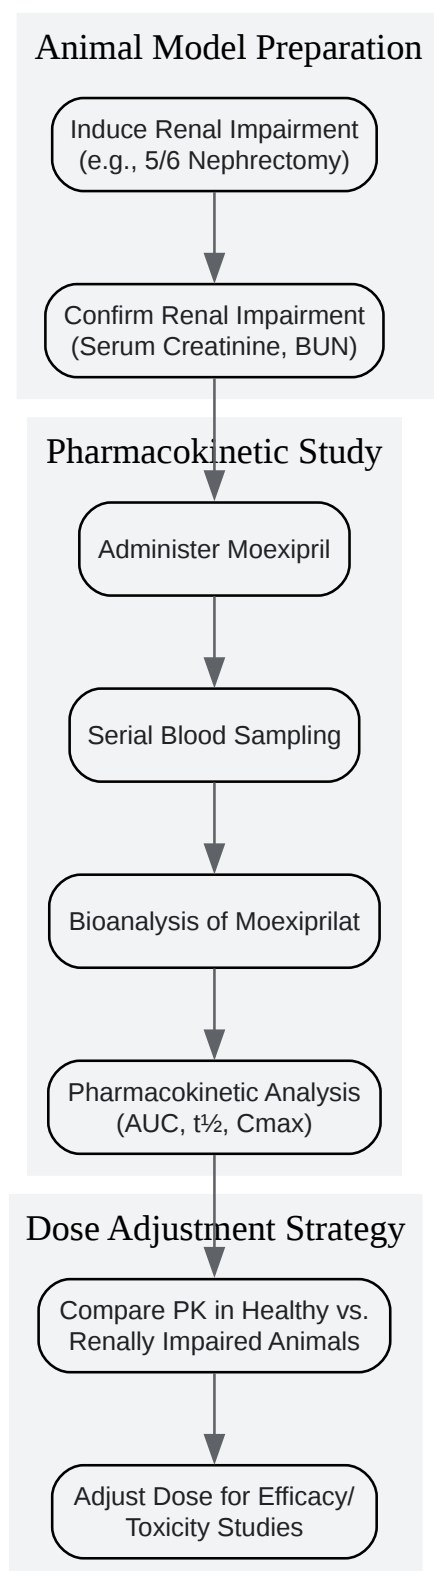 Animal Model Preparation
Induce Renal Impairment
(e.g., 5/6 Nephrectomy)
Confirm Renal Impairment
(Serum Creatinine, BUN)
Pharmacokinetic Study
Administer Moexipril
Serial Blood Sampling
Bioanalysis of Moexiprilat
Pharmacokinetic Analysis
(AUC, t½, Cmax)
Dose Adjustment Strategy
Compare PK in Healthy vs.
Renally Impaired Animals
Adjust Dose for Efficacy/
Toxicity Studies